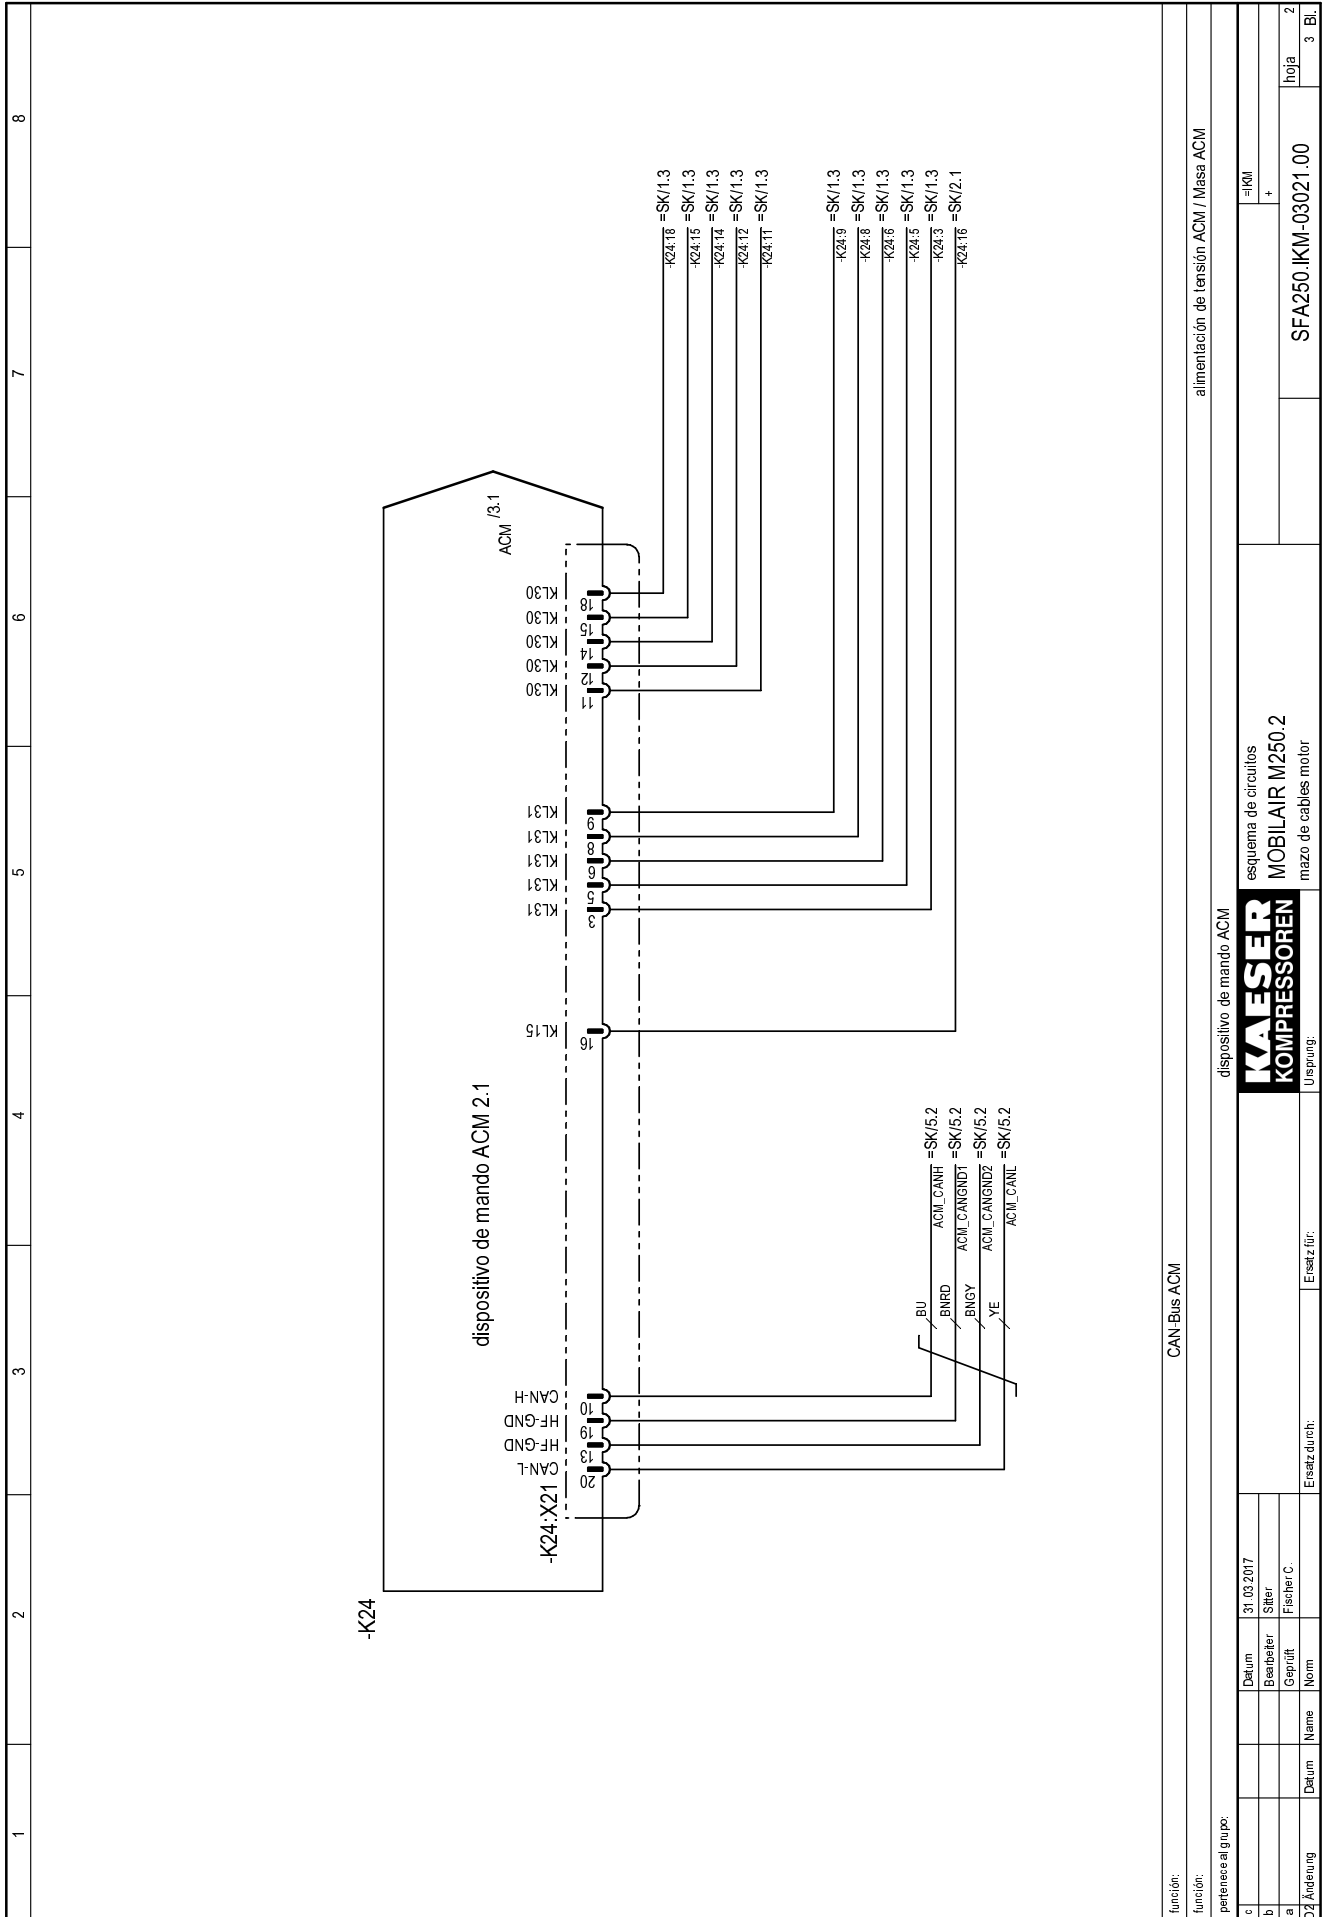 1
2
3
4
5
6
7
8
-K24
dispositivo de mando ACM 2.1
ACM
/3.1
-K24:X21
CAN-L
HF-GND
HF-GND
CAN-H
KL15
KL31
KL31
KL31
KL31
KL31
KL30
KL30
KL30
KL30
KL30
20
13
19
10
16
3
5
6
8
9
11
12
14
15
18
-K24:18 =SK/1.3
-K24:15 =SK/1.3
-K24:14 =SK/1.3
-K24:12 =SK/1.3
-K24:11 =SK/1.3
-K24:9 =SK/1.3
-K24:8 =SK/1.3
-K24:6 =SK/1.3
-K24:5 =SK/1.3
-K24:3 =SK/1.3
-K24:16 =SK/2.1
BU ACM_CANH =SK/5.2
BNRD ACM_CANGND1 =SK/5.2
BNGY ACM_CANGND2 =SK/5.2
YE ACM_CANL =SK/5.2
función: CAN-Bus ACM
función: alimentación de tensión ACM / Masa ACM
pertenece al grupo: dispositivo de mando ACM
c
b
a
02 Änderung
Datum
Name
Datum 31.03.2017
Bearbeiter Sitter
Geprüft Fischer C.
Norm
Ersatz durch:
Ersatz für:
Ursprung:
KAESER
KOMPRESSOREN
esquema de circuitos
MOBILAIR M250.2
mazo de cables motor
=IKM
+
SFA250.IKM-03021.00
hoja 2
3 Bl.